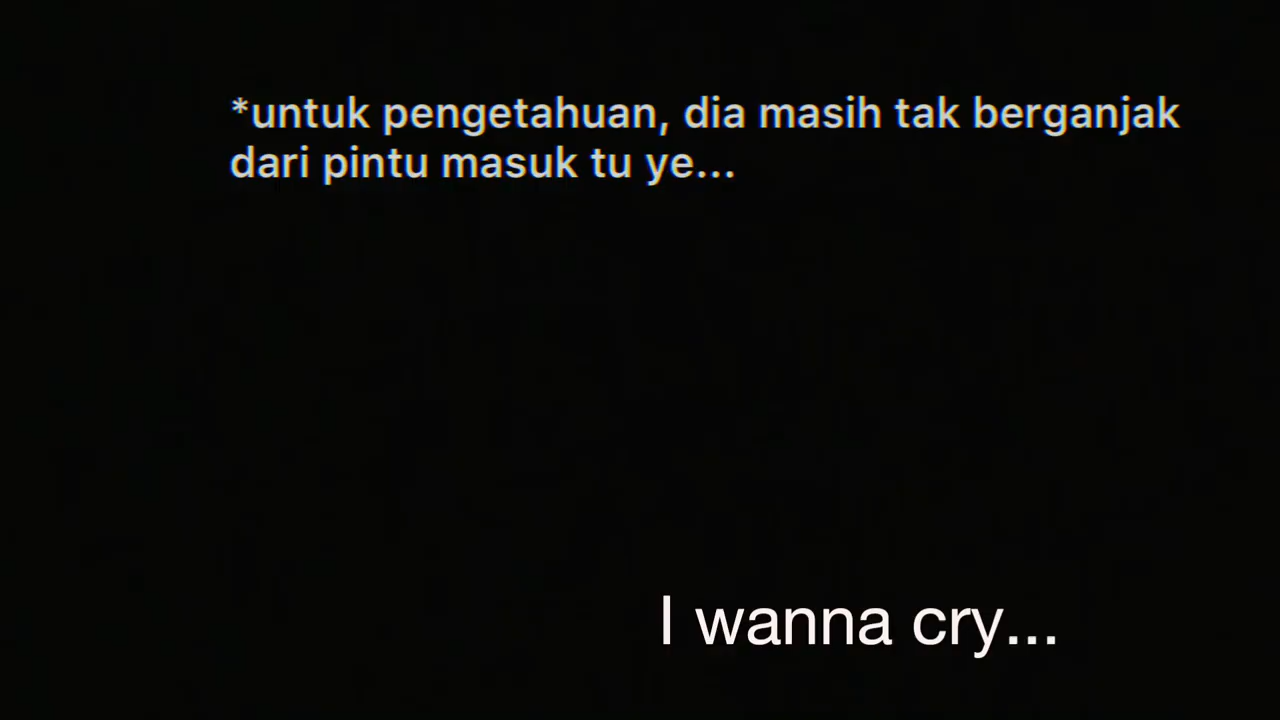 *untuk pengetahuan, dia masih tak berganjak
dari pintu masuk tu ye...
I wanna cry...